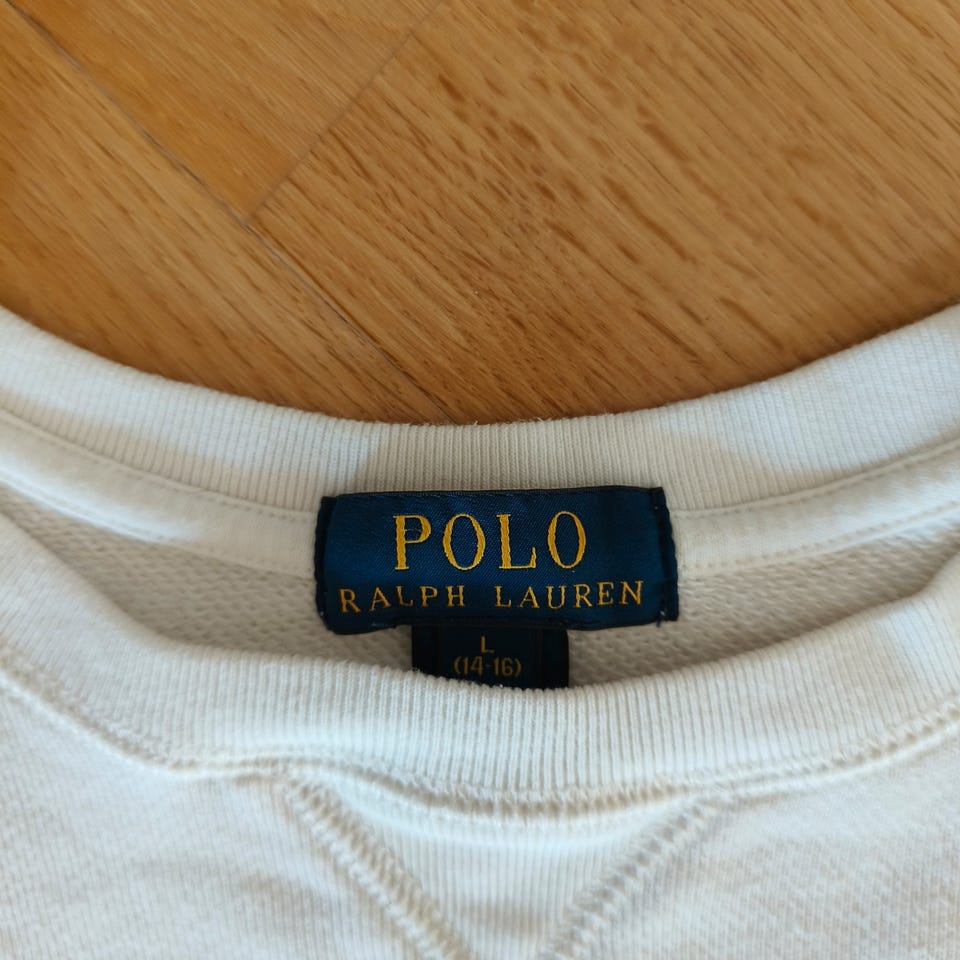 POLO
RALPH LAUREN
L
(14-16)